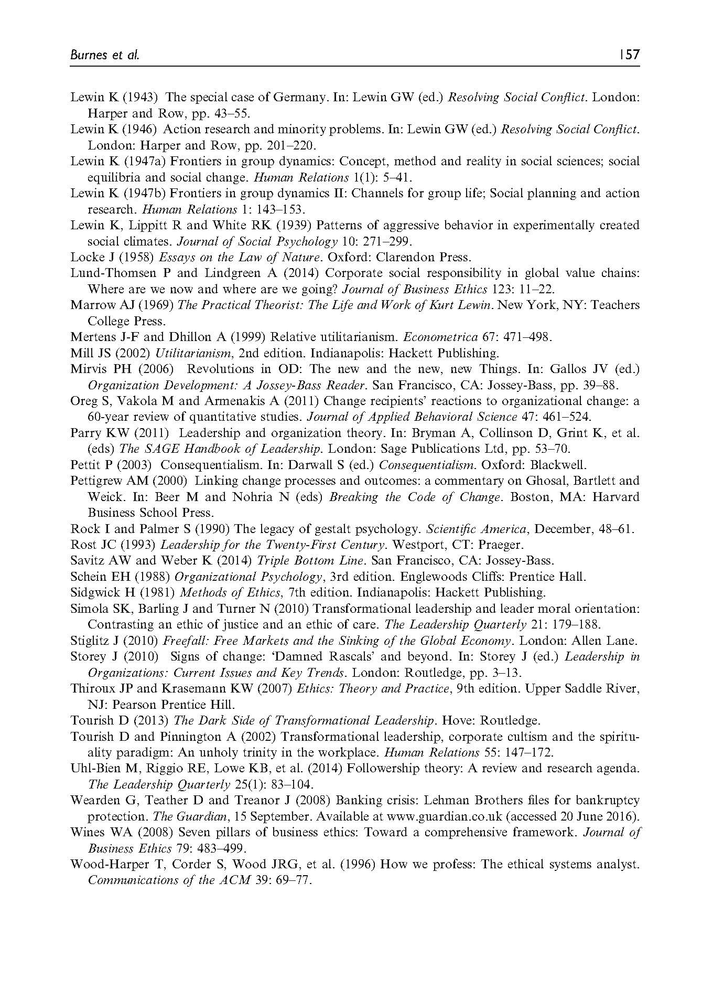 Burnes et al. 157
Lewin K (1943) The special case of Germany. In: Lewin GW (ed.) Resolving Social Conflict. London:
Harper and Row, pp. 43–55.
Lewin K (1946) Action research and minority problems. In: Lewin GW (ed.) Resolving Social Conflict.
London: Harper and Row, pp. 201–220.
Lewin K (1947a) Frontiers in group dynamics: Concept, method and reality in social sciences; social
equilibria and social change. Human Relations 1(1): 5–41.
Lewin K (1947b) Frontiers in group dynamics II: Channels for group life; Social planning and action
research. Human Relations 1: 143–153.
Lewin K, Lippitt R and White RK (1939) Patterns of aggressive behavior in experimentally created
social climates. Journal of Social Psychology 10: 271–299.
Locke J (1958) Essays on the Law of Nature. Oxford: Clarendon Press.
Lund-Thomsen P and Lindgreen A (2014) Corporate social responsibility in global value chains:
Where are we now and where are we going? Journal of Business Ethics 123: 11–22.
Marrow AJ (1969) The Practical Theorist: The Life and Work of Kurt Lewin. New York, NY: Teachers
College Press.
Mertens J-F and Dhillon A (1999) Relative utilitarianism. Econometrica 67: 471–498.
Mill JS (2002) Utilitarianism, 2nd edition. Indianapolis: Hackett Publishing.
Mirvis PH (2006) Revolutions in OD: The new and the new, new Things. In: Gallos JV (ed.)
Organization Development: A Jossey-Bass Reader. San Francisco, CA: Jossey-Bass, pp. 39–88.
Oreg S, Vakola M and Armenakis A (2011) Change recipients’ reactions to organizational change: a
60-year review of quantitative studies. Journal of Applied Behavioral Science 47: 461–524.
Parry KW (2011) Leadership and organization theory. In: Bryman A, Collinson D, Grint K, et al.
(eds) The SAGE Handbook of Leadership. London: Sage Publications Ltd, pp. 53–70.
Pettit P (2003) Consequentialism. In: Darwall S (ed.) Consequentialism. Oxford: Blackwell.
Pettigrew AM (2000) Linking change processes and outcomes: a commentary on Ghosal, Bartlett and
Weick. In: Beer M and Nohria N (eds) Breaking the Code of Change. Boston, MA: Harvard
Business School Press.
Rock I and Palmer S (1990) The legacy of gestalt psychology. Scientific America, December, 48–61.
Rost JC (1993) Leadership for the Twenty-First Century. Westport, CT: Praeger.
Savitz AW and Weber K (2014) Triple Bottom Line. San Francisco, CA: Jossey-Bass.
Schein EH (1988) Organizational Psychology, 3rd edition. Englewoods Cliffs: Prentice Hall.
Sidgwick H (1981) Methods of Ethics, 7th edition. Indianapolis: Hackett Publishing.
Simola SK, Barling J and Turner N (2010) Transformational leadership and leader moral orientation:
Contrasting an ethic of justice and an ethic of care. The Leadership Quarterly 21: 179–188.
Stiglitz J (2010) Freefall: Free Markets and the Sinking of the Global Economy. London: Allen Lane.
Storey J (2010) Signs of change: ‘Damned Rascals’ and beyond. In: Storey J (ed.) Leadership in
Organizations: Current Issues and Key Trends. London: Routledge, pp. 3–13.
Thiroux JP and Krasemann KW (2007) Ethics: Theory and Practice, 9th edition. Upper Saddle River,
NJ: Pearson Prentice Hill.
Tourish D (2013) The Dark Side of Transformational Leadership. Hove: Routledge.
Tourish D and Pinnington A (2002) Transformational leadership, corporate cultism and the spiritu-
ality paradigm: An unholy trinity in the workplace. Human Relations 55: 147–172.
Uhl-Bien M, Riggio RE, Lowe KB, et al. (2014) Followership theory: A review and research agenda.
The Leadership Quarterly 25(1): 83–104.
Wearden G, Teather D and Treanor J (2008) Banking crisis: Lehman Brothers files for bankruptcy
protection. The Guardian, 15 September. Available at www.guardian.co.uk (accessed 20 June 2016).
Wines WA (2008) Seven pillars of business ethics: Toward a comprehensive framework. Journal of
Business Ethics 79: 483–499.
Wood-Harper T, Corder S, Wood JRG, et al. (1996) How we profess: The ethical systems analyst.
Communications of the ACM 39: 69–77.